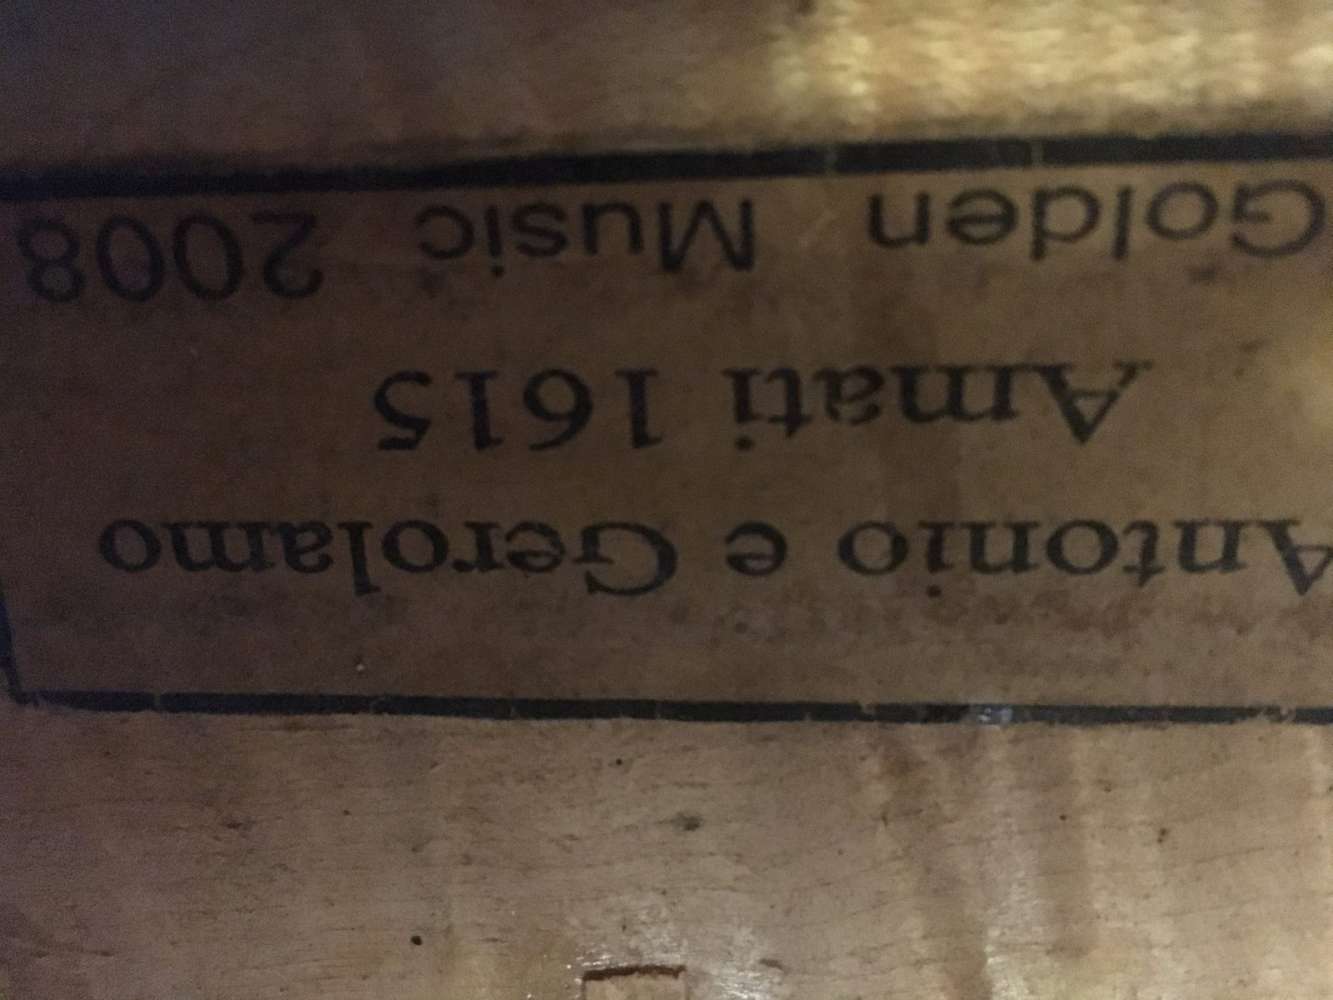 Antonio e Gerolamo
Amati 1615
Golden Music 2008